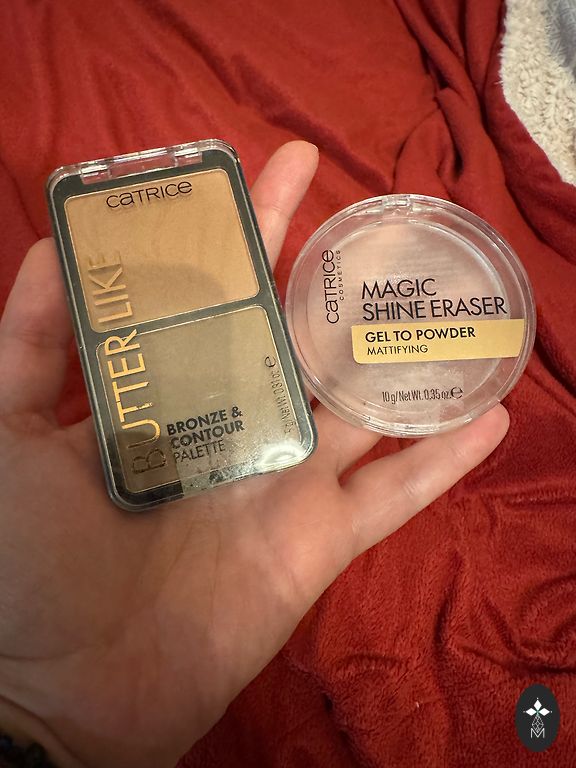 CATRICE
BUTTER LIKE
BRONZE &
CONTOUR
PALETTE
CATRICE
COSMETICS
MAGIC
SHINE ERASER
GEL TO POWDER
MATTIFYING
10 g/Net Wt. 0.35 oz. e